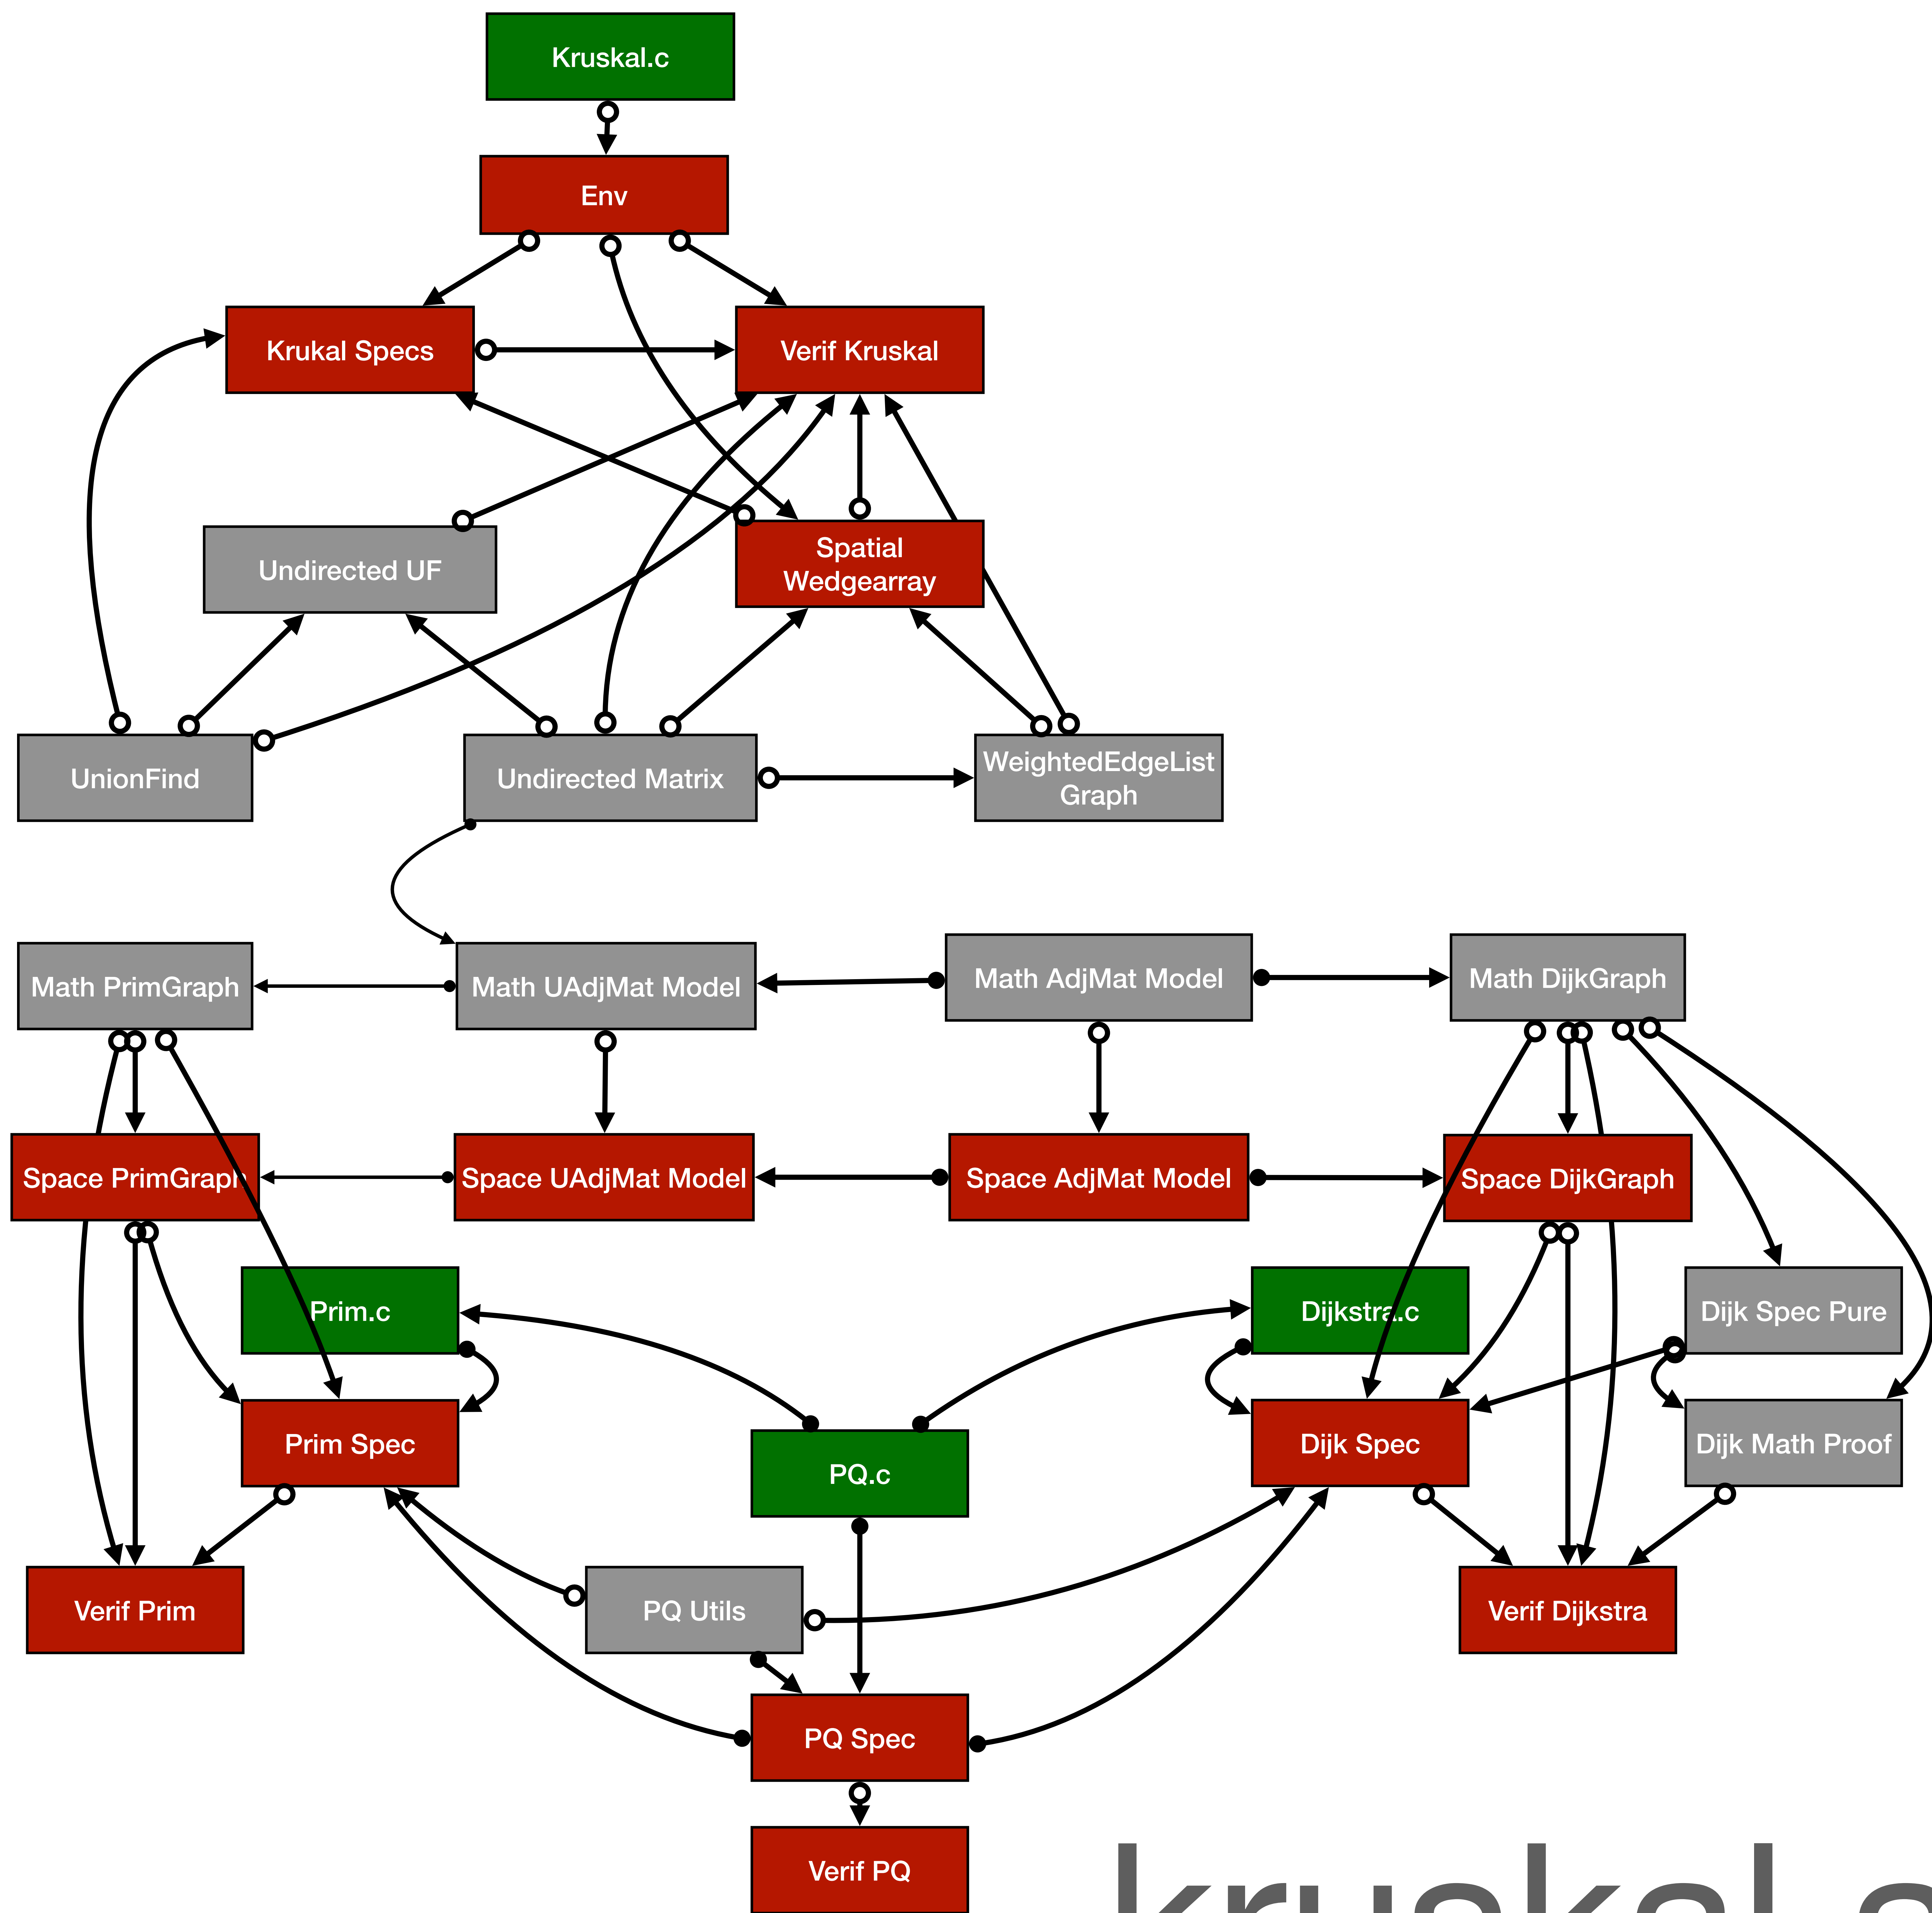 Kruskal.c
Env
Krukal Specs
Verif Kruskal
Undirected UF
Spatial
Wedgearray
UnionFind
Undirected Matrix
WeightedEdgeList
Graph
Math PrimGraph
Math UAdjMat Model
Math AdjMat Model
Math DijkGraph
Space PrimGraph
Space UAdjMat Model
Space AdjMat Model
Space DijkGraph
Prim.c
Dijkstra.c
Dijk Spec Pure
Prim Spec
PQ.c
Dijk Spec
Dijk Math Proof
Verif Prim
PQ Utils
Verif Dijkstra
PQ Spec
Verif PQ